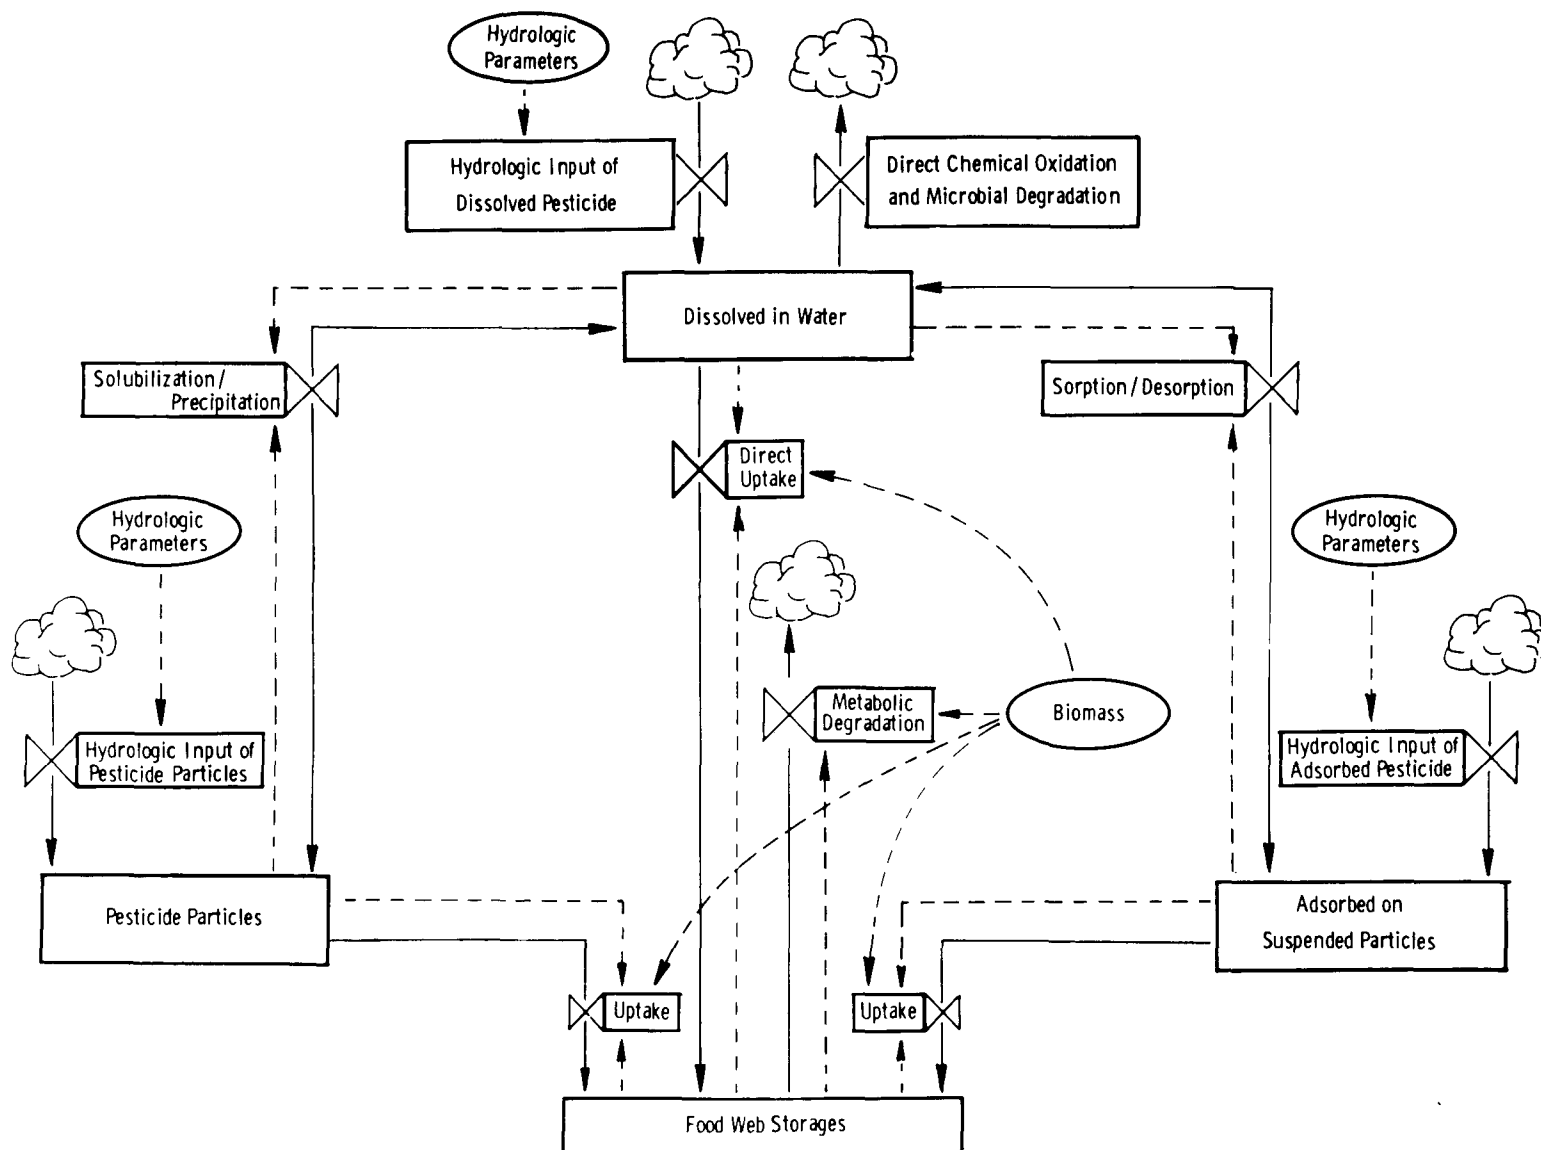 Hydrologic
Parameters
Hydrologic Input of
Dissolved Pesticide
Direct Chemical Oxidation
and Microbial Degradation
Dissolved in Water
Solubilization/
Precipitation
Sorption/Desorption
Direct
Uptake
Hydrologic
Parameters
Hydrologic
Parameters
Metabolic
Degradation
Biomass
Hydrologic Input of
Pesticide Particles
Hydrologic Input of
Adsorbed Pesticide
Pesticide Particles
Adsorbed on
Suspended Particles
Uptake
Uptake
Food Web Storages